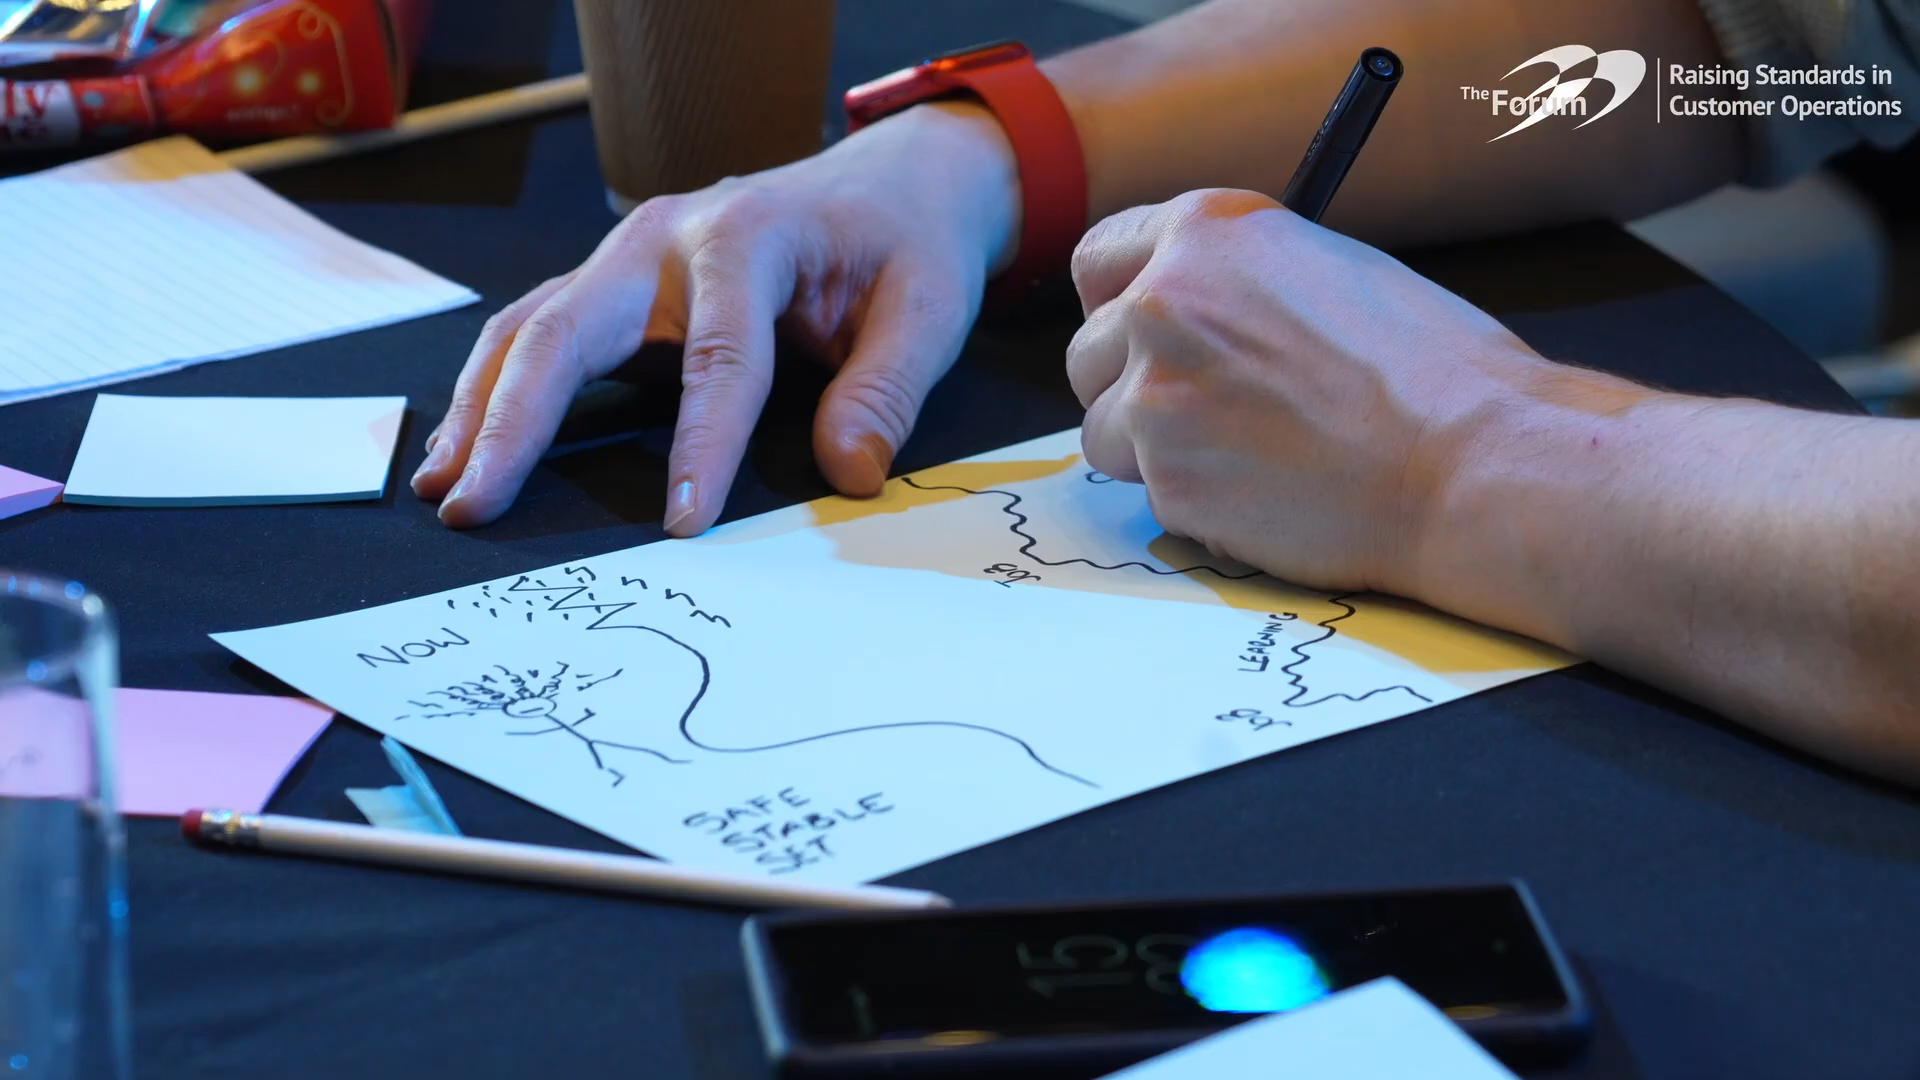 The Forum
Raising Standards in
Customer Operations
JOB
NOW
LEARNING
JOB
SAFE
STABLE
SET
15